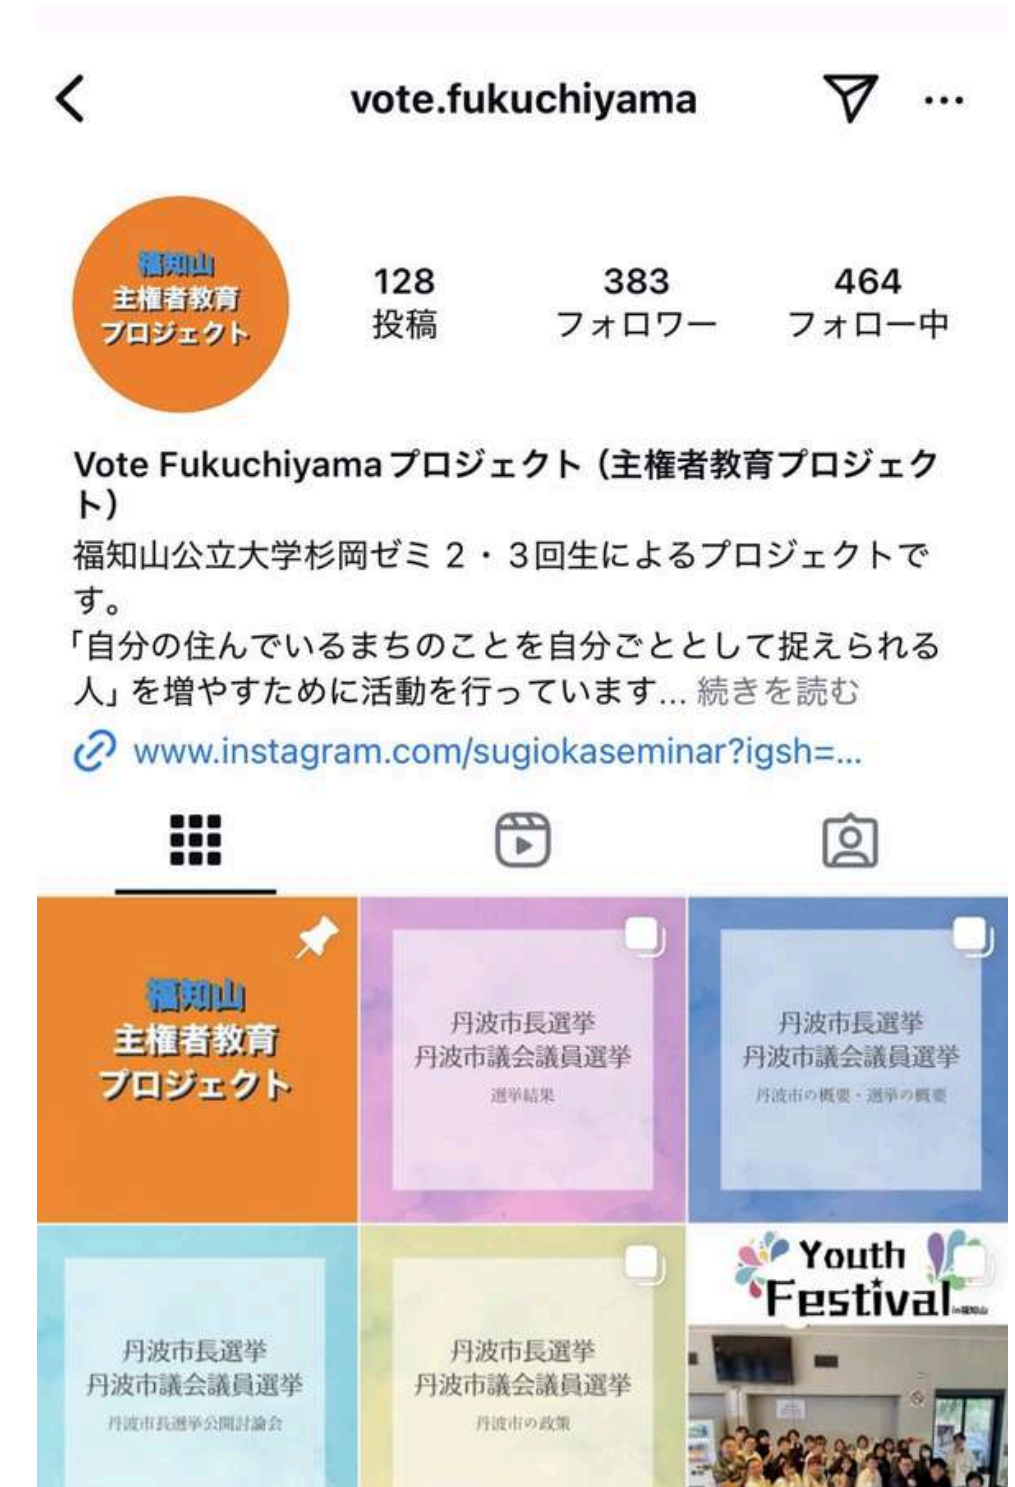 vote.fukuchiyama
福知山
主権者教育
プロジェクト
128
投稿
383
フォロワー
464
フォロー中
Vote Fukuchiyamaプロジェクト（主権者教育プロジェク
ト）
福知山公立大学杉岡ゼミ２・３回生によるプロジェクトで
す。
「自分の住んでいるまちのことを自分ごととして捉えられる
人」を増やすために活動を行っています... 続きを読む
www.instagram.com/sugiokaseminar?igsh=...
福知山
主権者教育
プロジェクト
丹波市長選挙
丹波市議会議員選挙
選挙結果
丹波市長選挙
丹波市議会議員選挙
丹波市の概要・選挙の概要
丹波市長選挙
丹波市議会議員選挙
丹波市長選挙公開討論会
丹波市長選挙
丹波市議会議員選挙
丹波市の政策
Youth
Festival in福知山